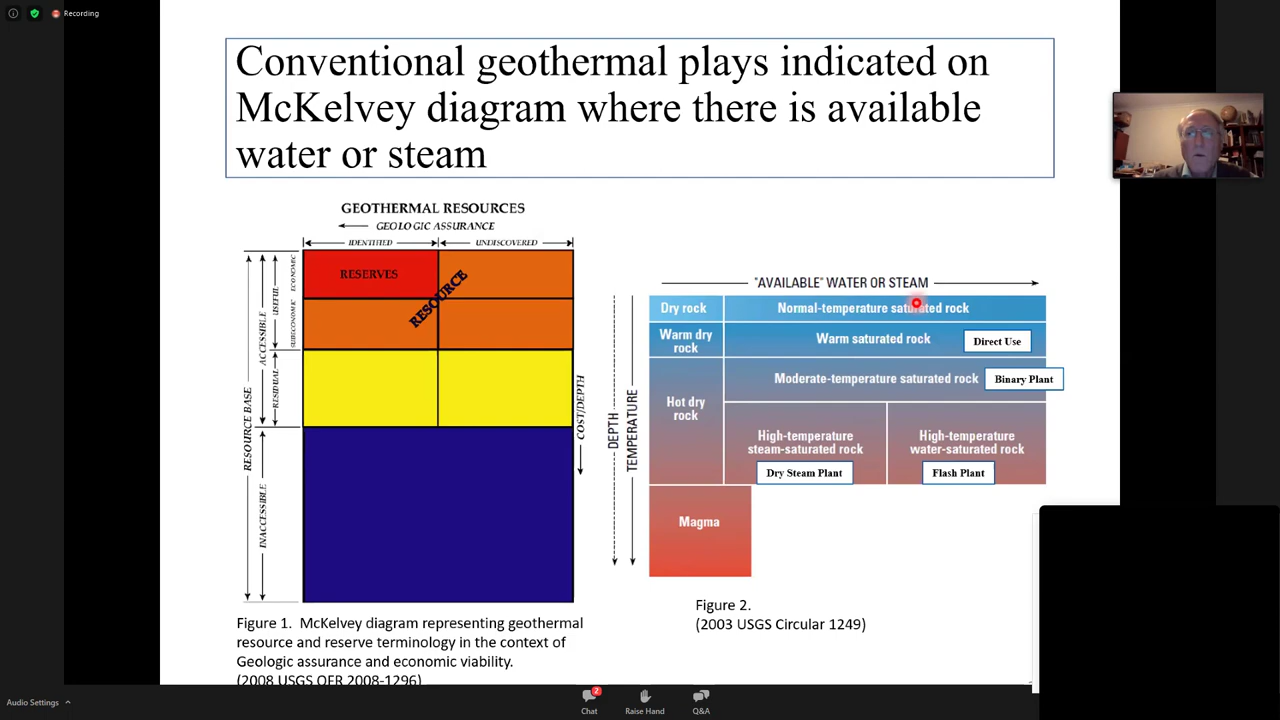 Recording
Conventional geothermal plays indicated on
McKelvey diagram where there is available
water or steam
GEOTHERMAL RESOURCES
GEOLOGIC ASSURANCE
IDENTIFIED
UNDISCOVERED
RESOURCE BASE
ACCESSIBLE
INACCESSIBLE
USEFUL
RESIDUAL
ECONOMIC
SUBECONOMIC
RESERVES
RESOURCE
COST/DEPTH
Figure 1. McKelvey diagram representing geothermal
resource and reserve terminology in the context of
Geologic assurance and economic viability.
(2008 USGS OFR 2008-1296)
"AVAILABLE" WATER OR STEAM
DEPTH
TEMPERATURE
Dry rock
Normal-temperature saturated rock
Warm dry
rock
Warm saturated rock
Direct Use
Hot dry
rock
Moderate-temperature saturated rock
Binary Plant
High-temperature
steam-saturated rock
Dry Steam Plant
High-temperature
water-saturated rock
Flash Plant
Magma
Figure 2.
(2003 USGS Circular 1249)
Audio Settings
2
Chat
Raise Hand
Q&A